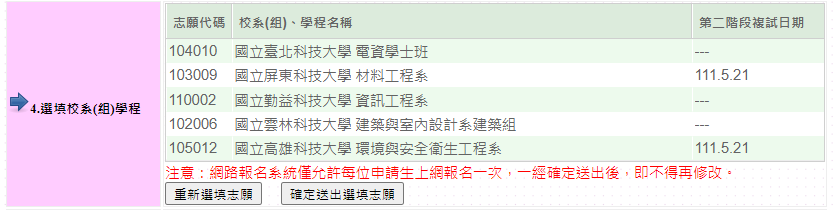 志願代碼 校系(組)、學程名稱 第二階段複試日期
104010 國立臺北科技大學 電資學士班 ---
103009 國立屏東科技大學 材料工程系 111.5.21
4.選填校系(組)學程
110002 國立勤益科技大學 資訊工程系 ---
102006 國立雲林科技大學 建築與室內設計系建築組 ---
105012 國立高雄科技大學 環境與安全衛生工程系 111.5.21
注意：網路報名系統僅允許每位申請生上網報名一次，一經確定送出後，即不得再修改。
重新選填志願 確定送出選填志願